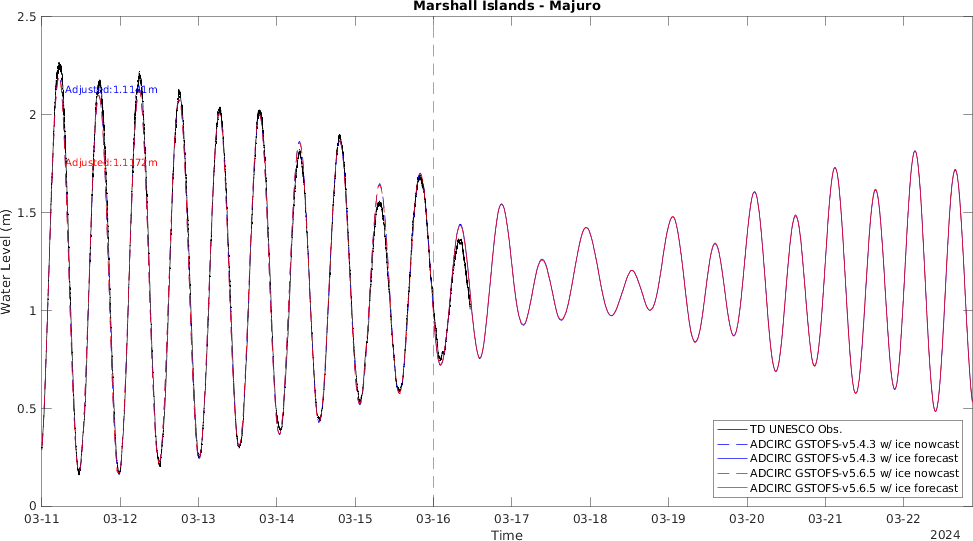 Marshall Islands - Majuro
2.5
2
1.5
1
0.5
0
Water Level (m)
Adjusted:1.1141m
Adjusted:1.1172m
TD UNESCO Obs.
ADCIRC GSTOFS-v5.4.3 w/ ice nowcast
ADCIRC GSTOFS-v5.4.3 w/ ice forecast
ADCIRC GSTOFS-v5.6.5 w/ ice nowcast
ADCIRC GSTOFS-v5.6.5 w/ ice forecast
03-11 03-12 03-13 03-14 03-15 03-16 03-17 03-18 03-19 03-20 03-21 03-22
Time
2024